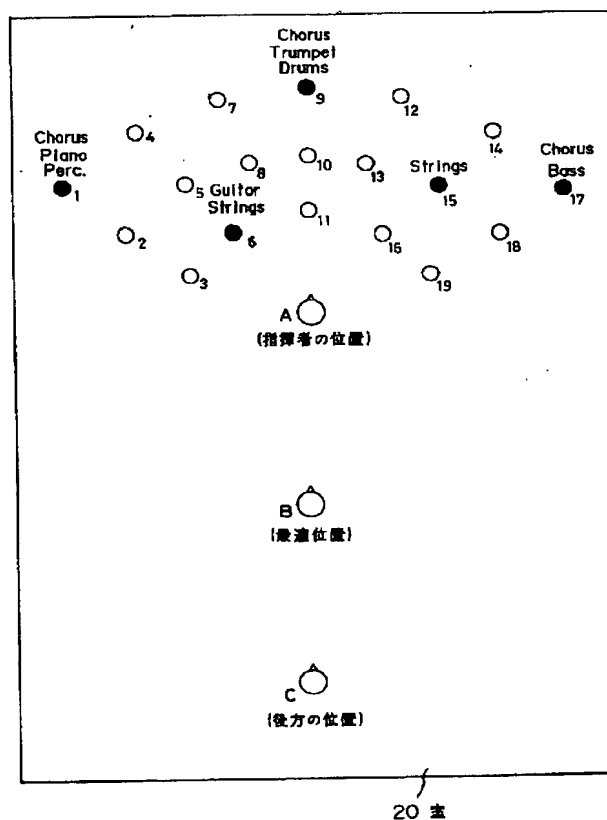 Chorus
Trumpet
Drums
9
7
12
4
14
Chorus
Piano
Perc.
1
8
10
13
Strings
15
Chorus
Bass
17
5
Guitor
Strings
6
11
2
16
18
3
19
A
(指揮者の位置)
B
(最適位置)
C
(後方の位置)
20